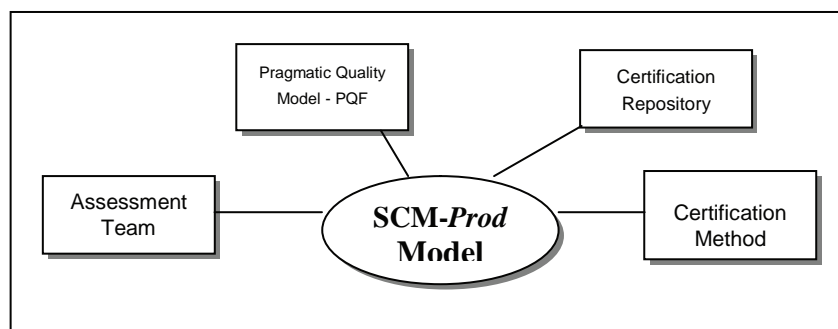 Pragmatic Quality
Model - PQF
Certification
Repository
Assessment
Team
SCM-Prod
Model
Certification
Method